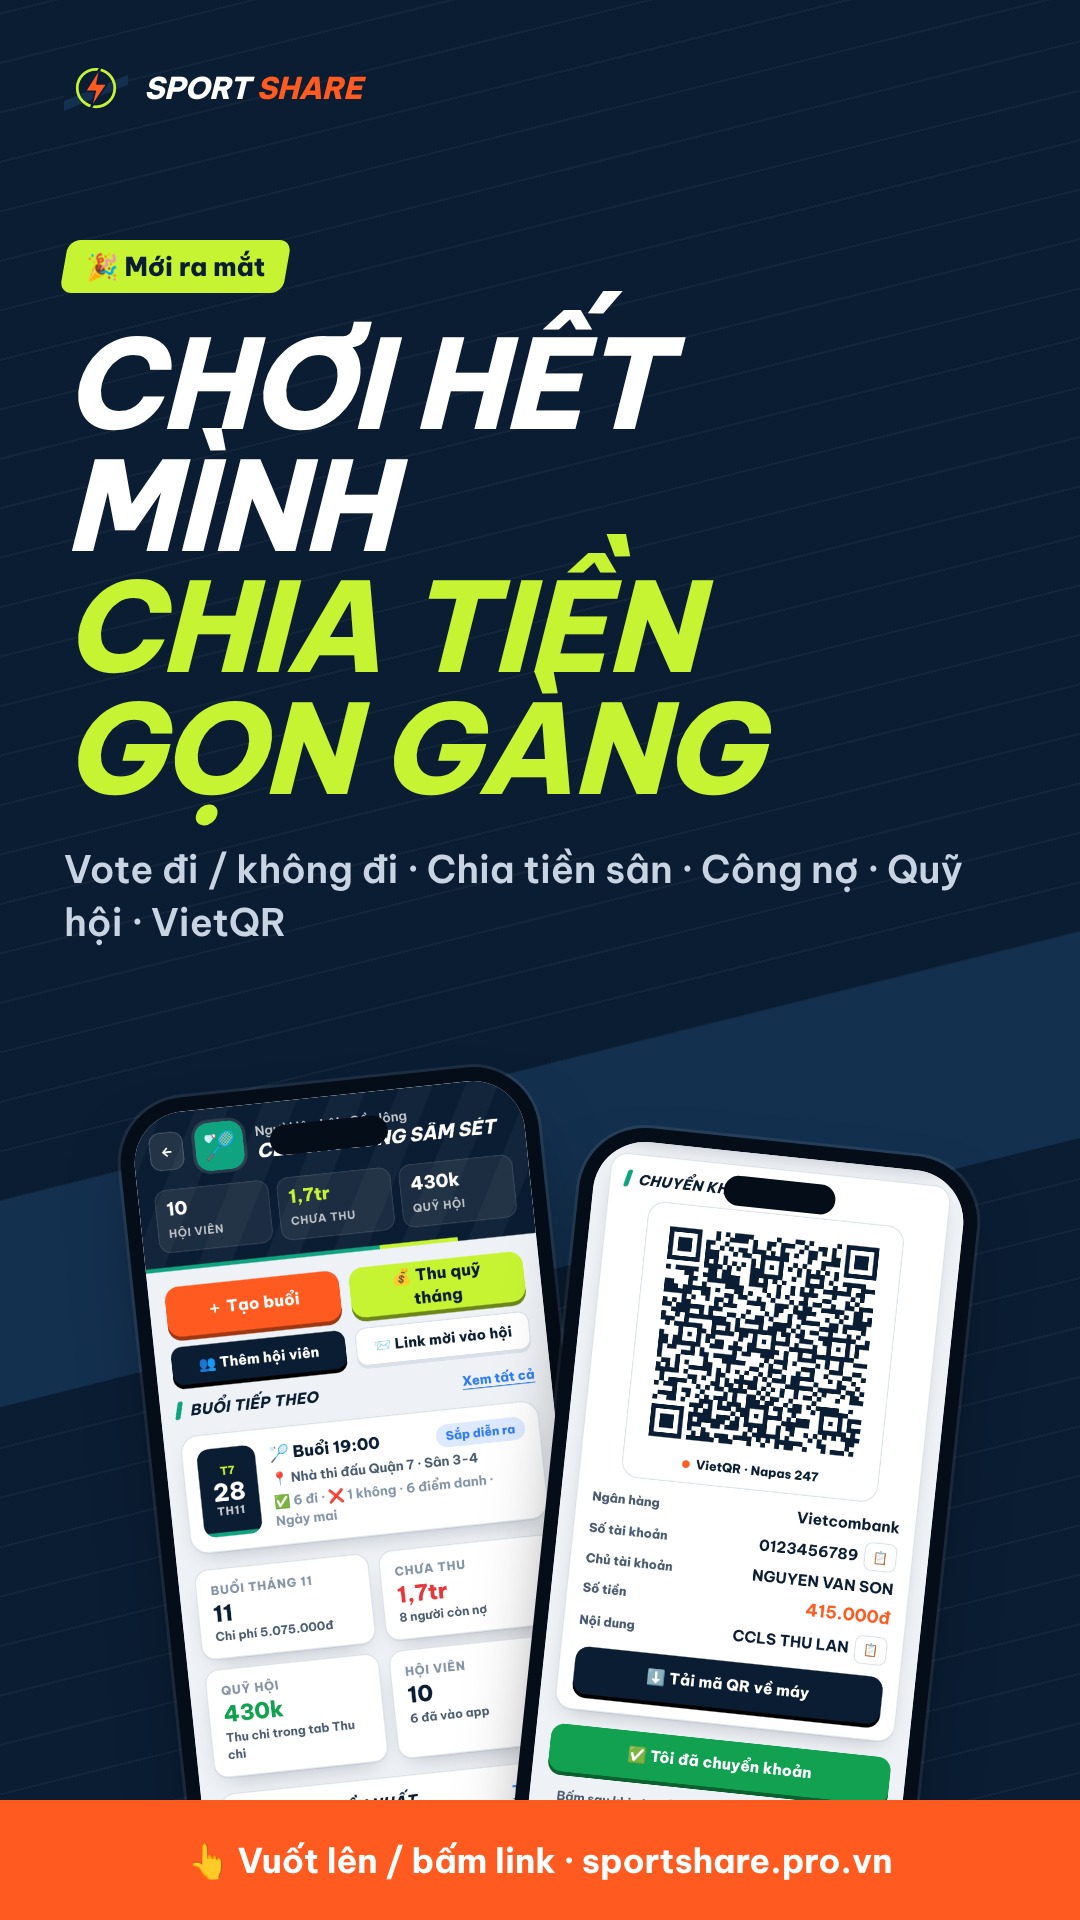 SPORT SHARE
🎉 Mới ra mắt
CHƠI HẾT
MÌNH
CHIA TIỀN
GỌN GÀNG
Vote đi / không đi · Chia tiền sân · Công nợ · Quỹ
hội · VietQR
NG SẤM SÉT
10
HỘI VIÊN
1,7tr
CHƯA THU
430k
QUỸ HỘI
+ Tạo buổi
💰 Thu quỹ
tháng
👥 Thêm hội viên
📨 Link mời vào hội
BUỔI TIẾP THEO
Xem tất cả
T7
28
TH11
🏸 Buổi 19:00
Sắp diễn ra
📍 Nhà thi đấu Quận 7 · Sân 3-4
✅ 6 đi · ❌ 1 không · 6 điểm danh ·
Ngày mai
BUỔI THÁNG 11
11
Chi phí 5.075.000đ
CHƯA THU
1,7tr
8 người còn nợ
QUỸ HỘI
430k
Thu chi trong tab Thu
chi
HỘI VIÊN
10
6 đã vào app
CHUYỂN
VietQR · Napas 247
Ngân hàng
Vietcombank
Số tài khoản
0123456789
Chủ tài khoản
NGUYEN VAN SON
Số tiền
415.000đ
Nội dung
CCLS THU LAN
⬇️ Tải mã QR về máy
✅ Tôi đã chuyển khoản
👆 Vuốt lên / bấm link · sportshare.pro.vn